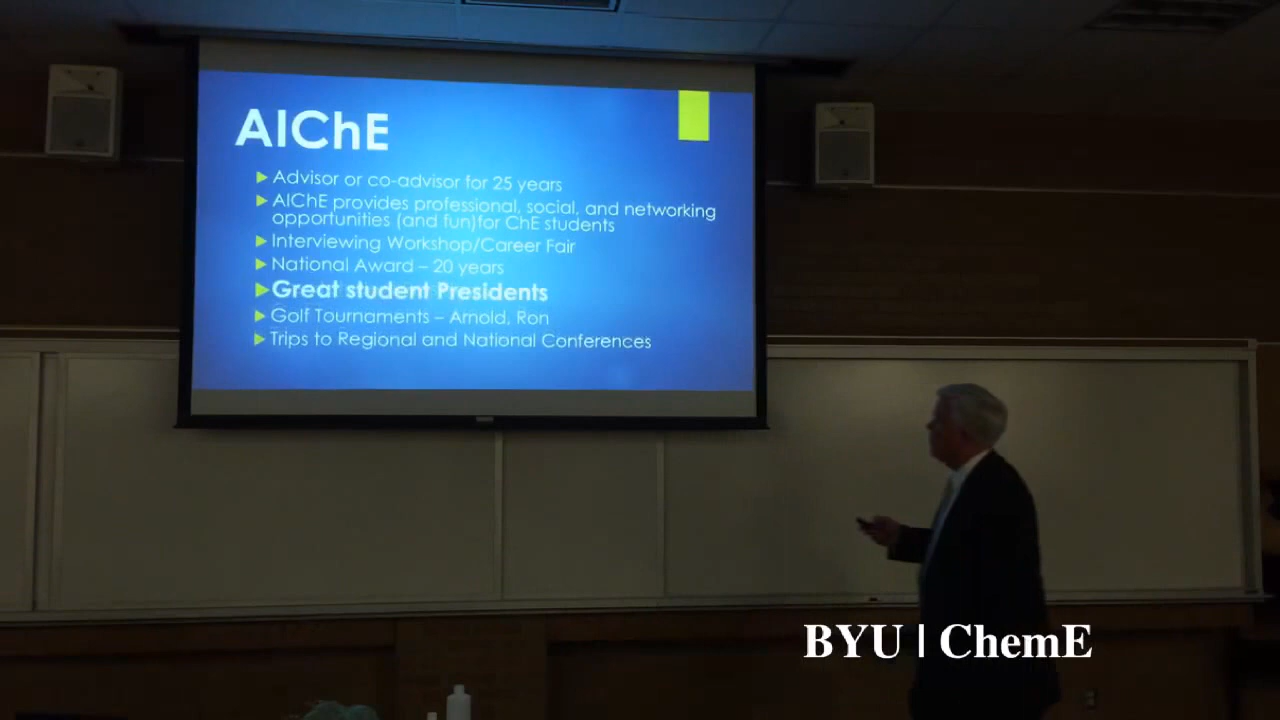 AIChE
Advisor or co-advisor for 25 years
AIChE provides professional, social, and networking
opportunities (and fun)for ChE students
Interviewing Workshop/Career Fair
National Award – 20 years
Great student Presidents
Golf Tournaments – Arnold, Ron
Trips to Regional and National Conferences
BYU | ChemE